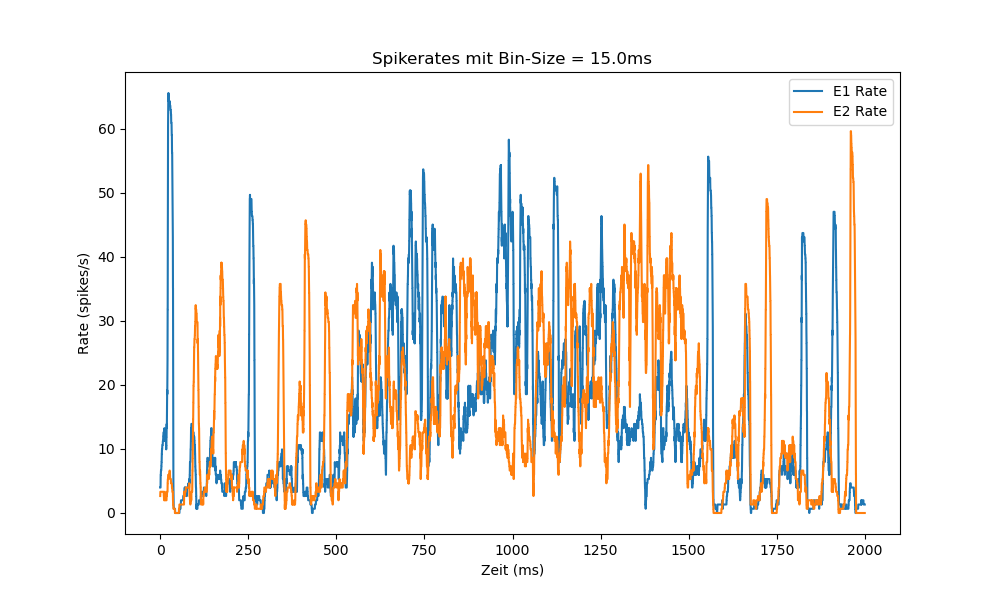 Spikerates mit Bin-Size = 15.0ms
E1 Rate
E2 Rate
Rate (spikes/s)
60
50
40
30
20
10
0
0 250 500 750 1000 1250 1500 1750 2000
Zeit (ms)